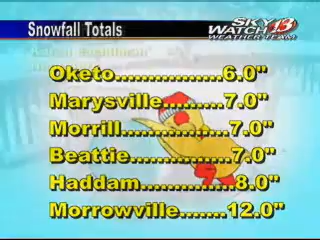 Snowfall Totals
SKY 13
WATCH
WEATHER TEAM
Oketo................6.0"
Marysville.........7.0"
Morrill................7.0"
Beattie...............7.0"
Haddam..............8.0"
Morrowville.......12.0"